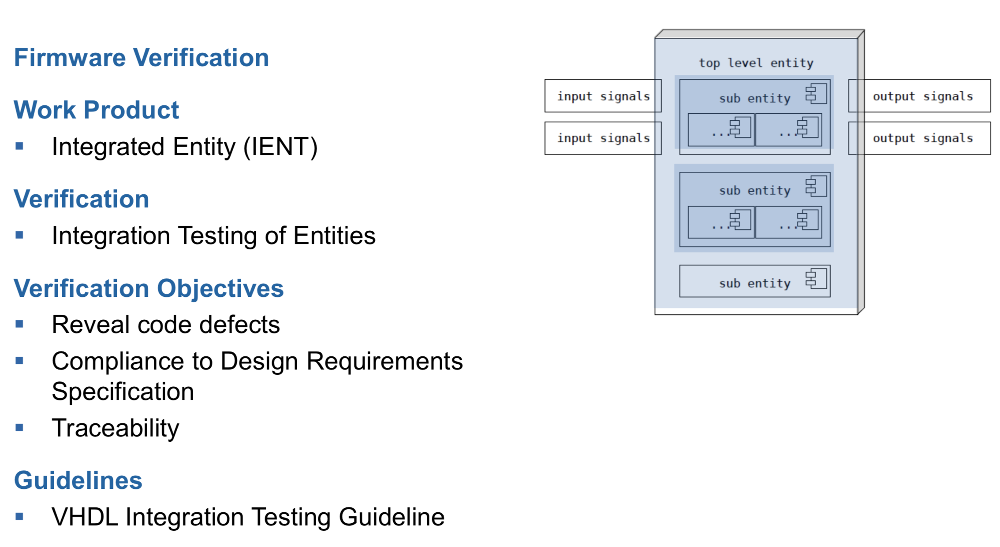 Firmware Verification
Work Product
▪ Integrated Entity (IENT)
Verification
▪ Integration Testing of Entities
Verification Objectives
▪ Reveal code defects
▪ Compliance to Design Requirements
Specification
▪ Traceability
Guidelines
▪ VHDL Integration Testing Guideline
top level entity
input signals
sub entity
output signals
...
...
input signals
output signals
sub entity
...
...
sub entity